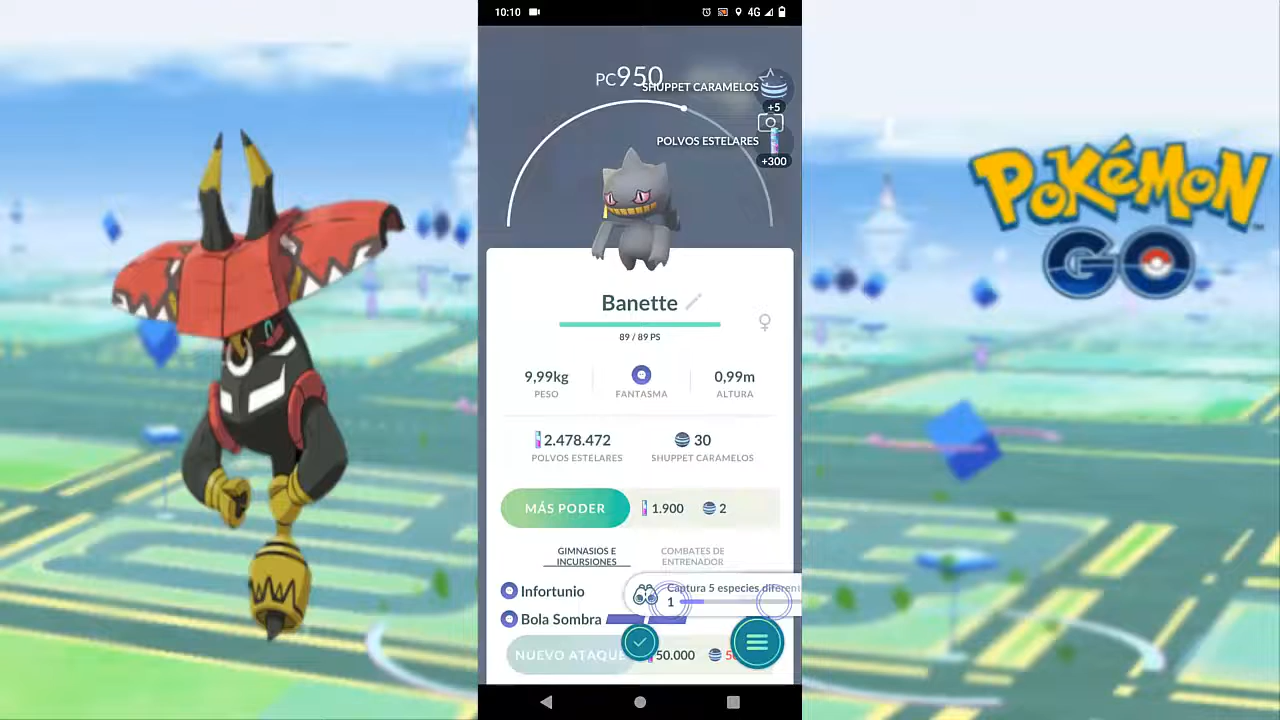 10:10
4G
PC950
SHUPPET CARAMELOS
+5
POLVOS ESTELARES
+300
POKÉMON
GO
TM
Banette
89 / 89 PS
9,99kg
PESO
FANTASMA
0,99m
ALTURA
2.478.472
POLVOS ESTELARES
30
SHUPPET CARAMELOS
MÁS PODER
1.900
2
GIMNASIOS E
INCURSIONES
COMBATES DE
ENTRENADOR
Infortunio
Captura 5 especies diferent
1
Bola Sombra
NUEVO ATAQUE
50.000